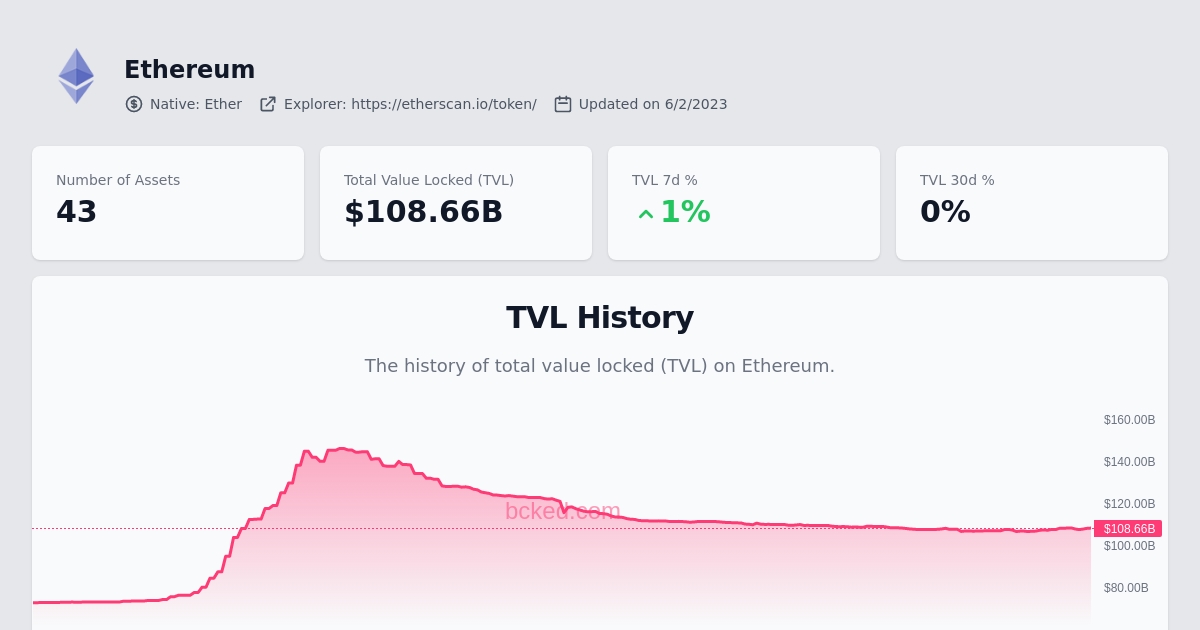 Ethereum
Native: Ether Explorer: https://etherscan.io/token/ Updated on 6/2/2023
Number of Assets
43
Total Value Locked (TVL)
$108.66B
TVL 7d %
1%
TVL 30d %
0%
TVL History
The history of total value locked (TVL) on Ethereum.
$160.00B
$140.00B
$120.00B
bcked.com
$108.66B
$100.00B
$80.00B